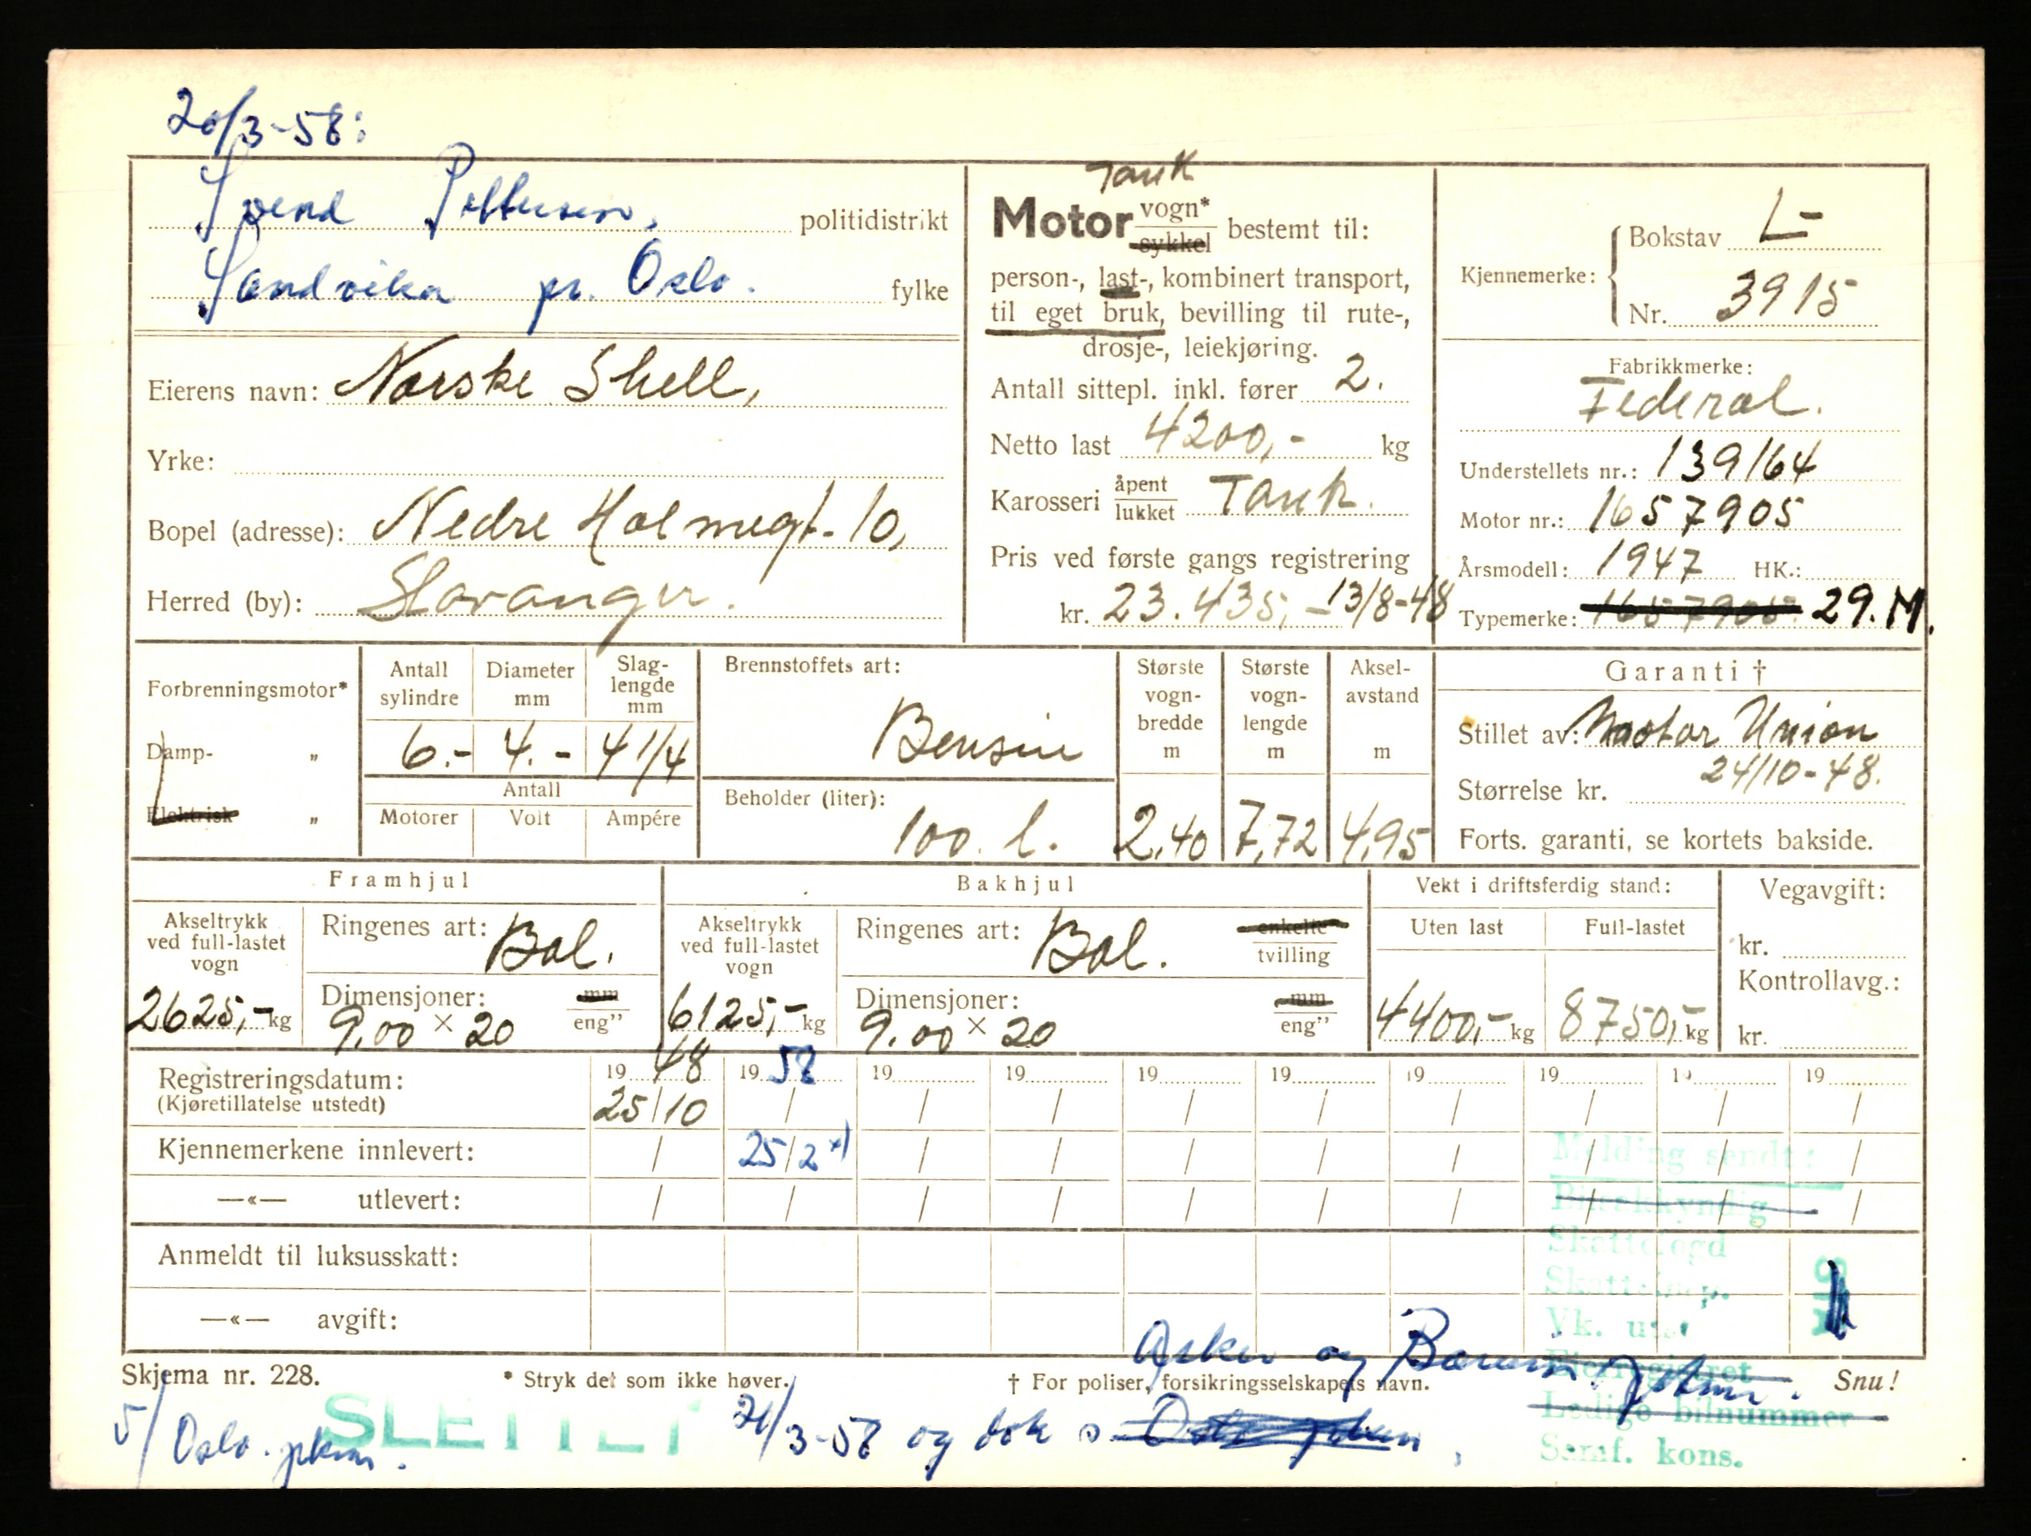 20/3-58:
Svend Pettersen, politidistrikt
Sandvika pr. Oslo. fylke
Eierens navn: Norske Shell,
Yrke:
Bopel (adresse): Nedre Holmegt. 10,
Herred (by): Stavanger.
Tank
Motor vogn* sykkel bestemt til:
person-, last-, kombinert transport,
til eget bruk, bevilling til rute-,
drosje-, leiekjøring.
Antall sittepl. inkl. fører 2.
Netto last 4200,- kg
Karosseri åpent lukket Tank.
Pris ved første gangs registrering
kr. 23.435,- 13/8-48
Kjennemerke: Bokstav L-
Nr. 3915
Fabrikkmerke:
Federal.
Understellets nr.: 139164
Motor nr.: 1657905
Årsmodell: 1947 HK.:
Typemerke: 1657905 29.M.
Forbrenningsmotor*
Damp- „
Elektrisk „
Antall sylindre
Diameter mm
Slag-lengde mm
6.- 4.- 4 1/4
Antall
Motorer Volt Ampére
Brennstoffets art:
Bensin
Beholder (liter):
100. l.
Største vogn-bredde m
2,40
Største vogn-lengde m
7,72
Aksel-avstand m
4,95
Garanti †
Stillet av: Motor Union
24/10-48.
Størrelse kr.
Forts. garanti, se kortets bakside.
Framhjul
Akseltrykk ved full-lastet vogn
2625,- kg
Ringenes art: Bal.
Dimensjoner: mm eng"
9.00 × 20
Bakhjul
Akseltrykk ved full-lastet vogn
6125,- kg
Ringenes art: Bal. enkelte tvilling
Dimensjoner: mm eng"
9.00 × 20
Vekt i driftsferdig stand:
Uten last Full-lastet
4400,- kg 8750,- kg
Vegavgift:
kr.
Kontrollavg.:
kr.
Registreringsdatum: 19 48 19 58 19 19 19 19 19 19 19 19
(Kjøretillatelse utstedt) 25/10 / / / / / / / / /
Kjennemerkene innlevert: / 25/2 x) / / / / / / / /
—«— utlevert: / / / / / / / / / /
Anmeldt til luksusskatt:
—«— avgift:
Melding sendt:
Bilsakkyndig
Skattefogd
Vk. utst
Eierregisteret
Ledige bilnummer
Samf. kons.
Asker og Bærum
Skjema nr. 228. * Stryk det som ikke høver. † For poliser, forsikringsselskapets navn. Snu!
SLETTET
5/ Oslo. pkm. 21/3-58 og dok s.